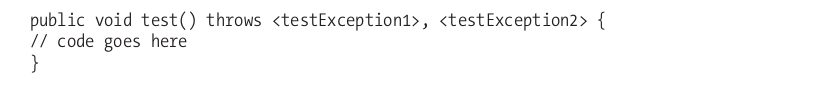 public void test() throws <testException1>, <testException2> {
// code goes here
}